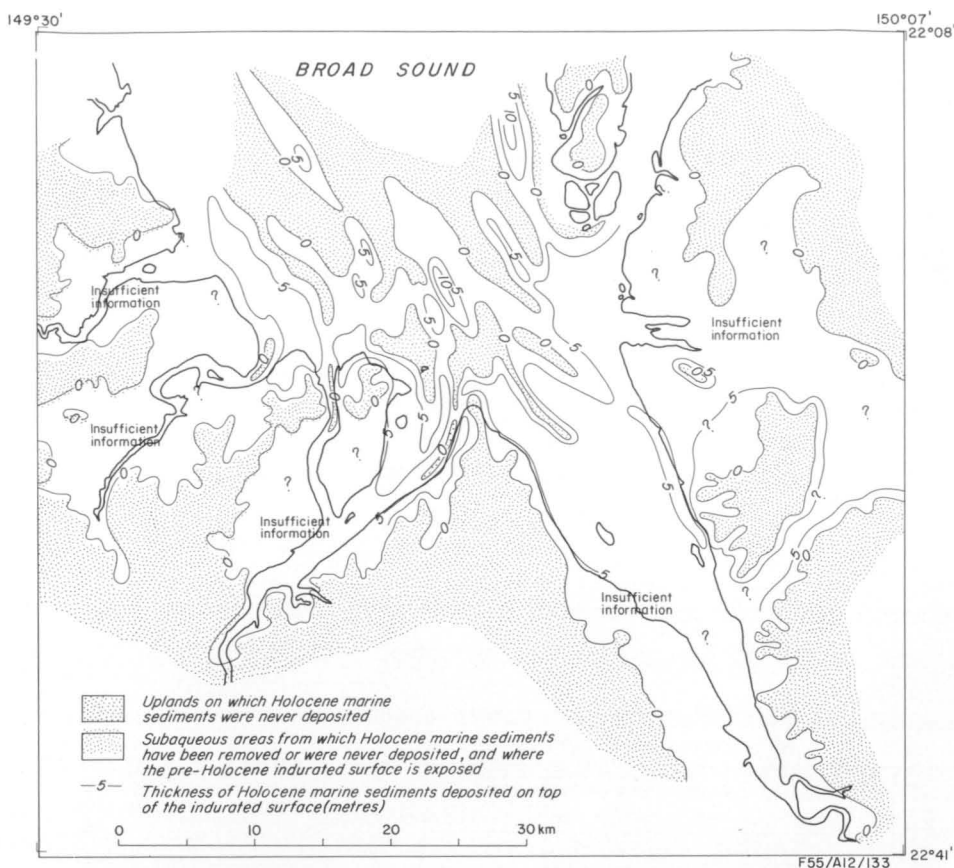 149°30'
150°07'
22°08'
BROAD SOUND
Insufficient
information
Insufficient
information
Insufficient
information
Insufficient
information
Insufficient
information
Uplands on which Holocene marine
sediments were never deposited
Subaqueous areas from which Holocene marine sediments
have been removed or were never deposited, and where
the pre-Holocene indurated surface is exposed
—5— Thickness of Holocene marine sediments deposited on top
of the indurated surface (metres)
0 10 20 30 km
22°41'
F55/A12/133